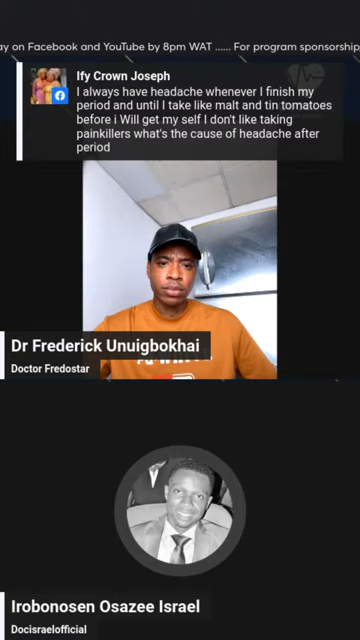 ay on Facebook and YouTube by 8pm WAT ...... For program sponsorship,
Ify Crown Joseph
I always have headache whenever I finish my
period and until I take like malt and tin tomatoes
before i Will get my self I don't like taking
painkillers what's the cause of headache after
period
Dr Frederick Unuigbokhai
Doctor Fredostar
Irobonosen Osazee Israel
Docisraelofficial